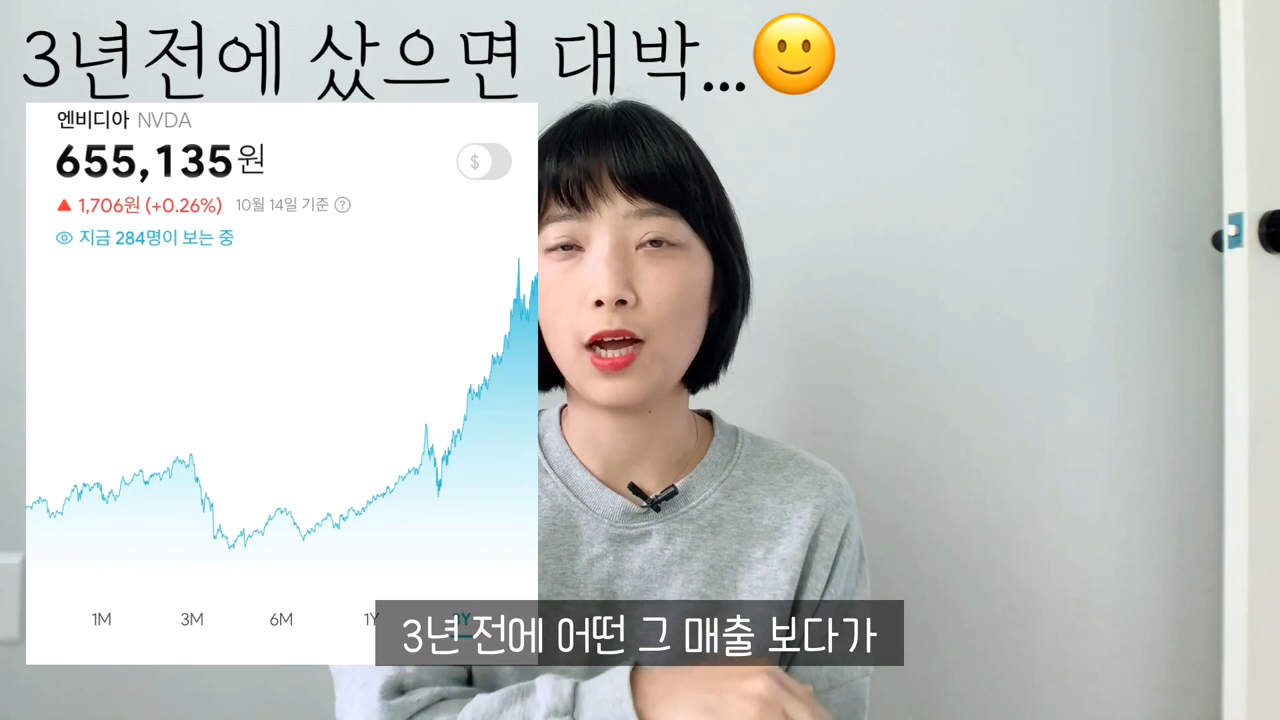 3년전에 샀으면 대박...🙂
엔비디아 NVDA
655,135원
$
▲ 1,706원 (+0.26%) 10월 14일 기준 ?
지금 284명이 보는 중
1M 3M 6M 1Y
3년 전에 어떤 그 매출 보다가